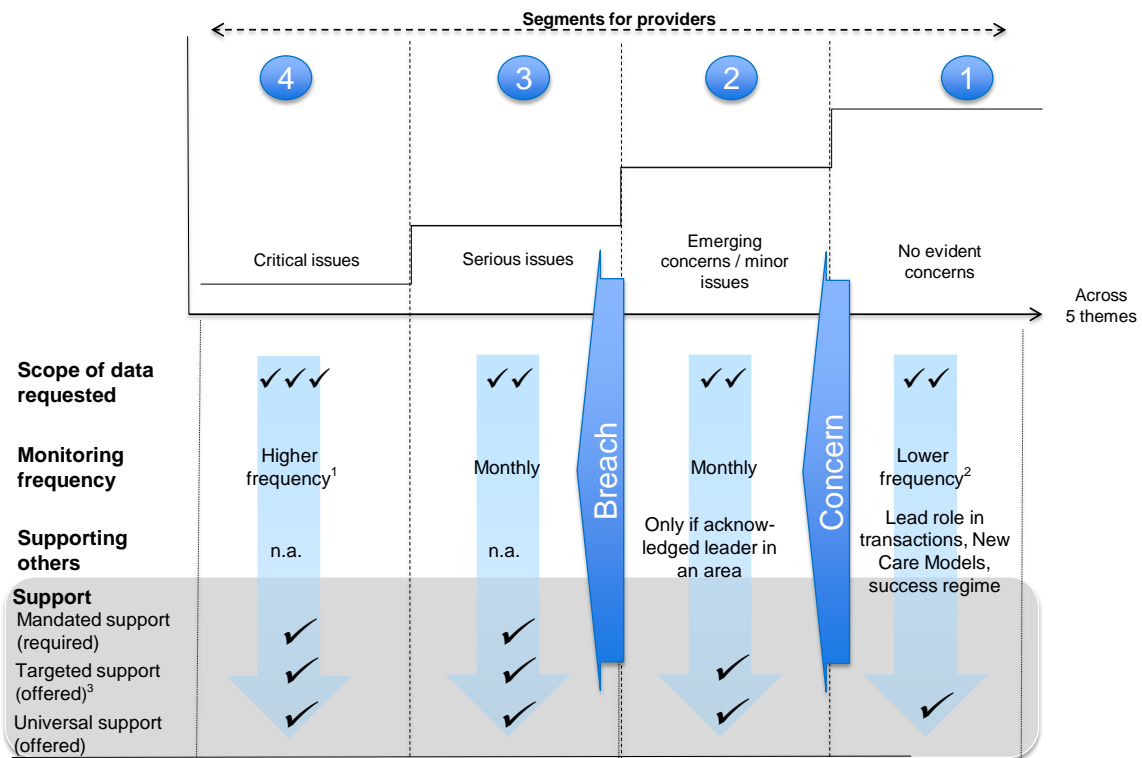 Segments for providers
4
3
2
1
Critical issues
Serious issues
Emerging
concerns / minor
issues
No evident
concerns
Across
5 themes
Scope of data
requested
✓✓✓
✓✓
✓✓
✓✓
Monitoring
frequency
Higher
frequency1
Monthly
Breach
Monthly
Concern
Lower
frequency2
Supporting
others
n.a.
n.a.
Only if acknow-
ledged leader in
an area
Lead role in
transactions, New
Care Models,
success regime
Support
Mandated support
(required)
✓
✓
Targeted support
(offered)3
✓
✓
✓
Universal support
(offered)
✓
✓
✓
✓